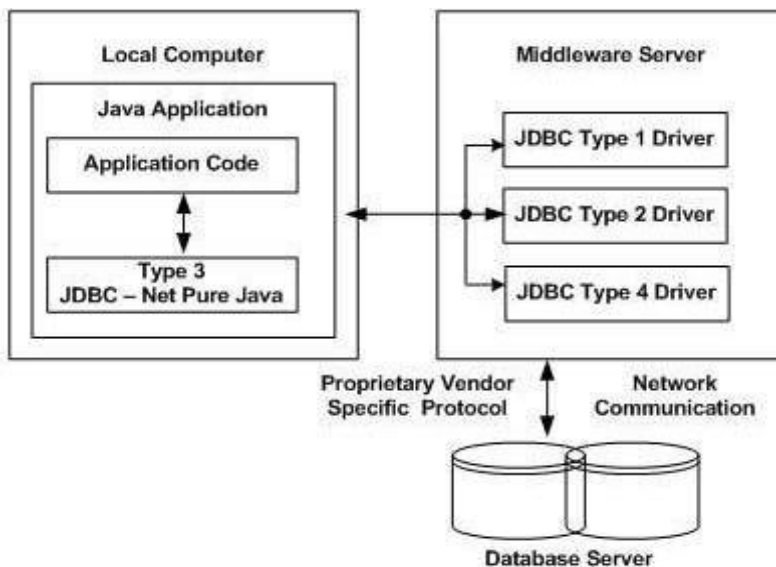 Local Computer
Java Application
Application Code
Type 3
JDBC – Net Pure Java
Middleware Server
JDBC Type 1 Driver
JDBC Type 2 Driver
JDBC Type 4 Driver
Proprietary Vendor
Specific Protocol
Network
Communication
Database Server